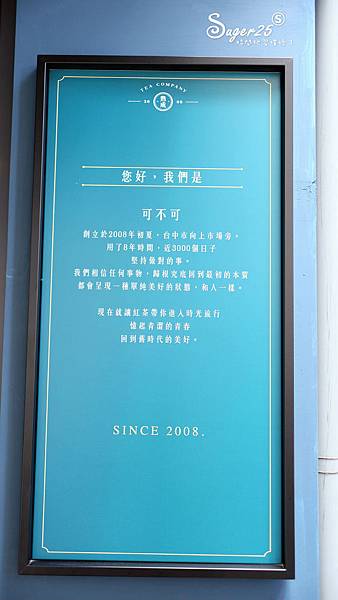 Suger25 S
TEA COMPANY
熟成
20 08
您好，我們是
可不可
創立於2008年初夏，台中市向上市場旁。
用了8年時間，近3000個日子
堅持做對的事。
我們相信任何事物，歸根究底回到最初的本質
都會呈現一種單純美好的狀態，和人一樣。
現在就讓紅茶帶你進入時光流行
憶起青澀的青春
回到舊時代的美好。
SINCE 2008.